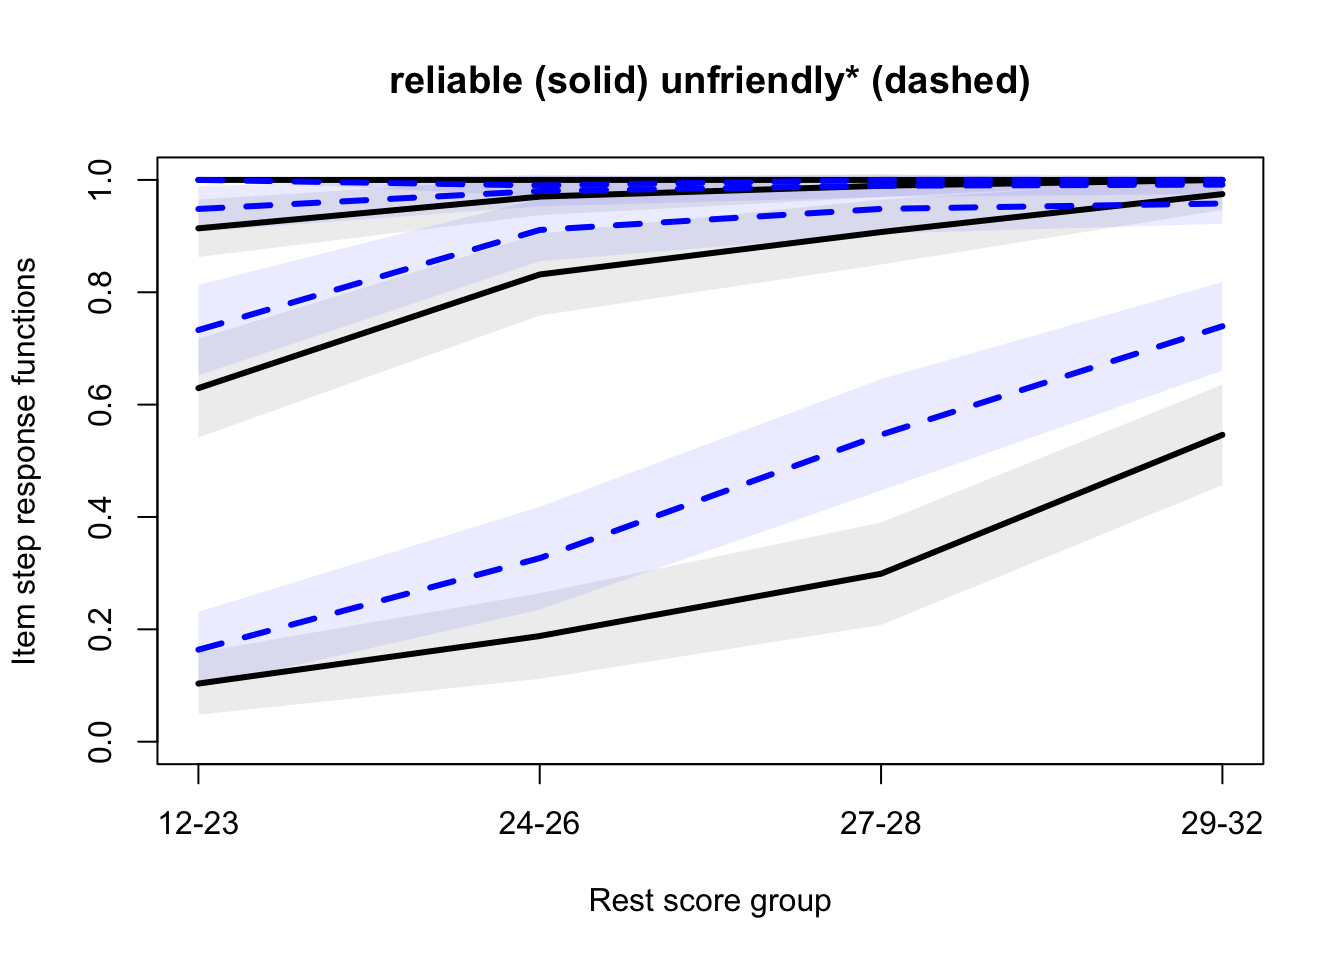 reliable (solid) unfriendly* (dashed)
Item step response functions
1.0
0.8
0.6
0.4
0.2
0.0
12-23 24-26 27-28 29-32
Rest score group